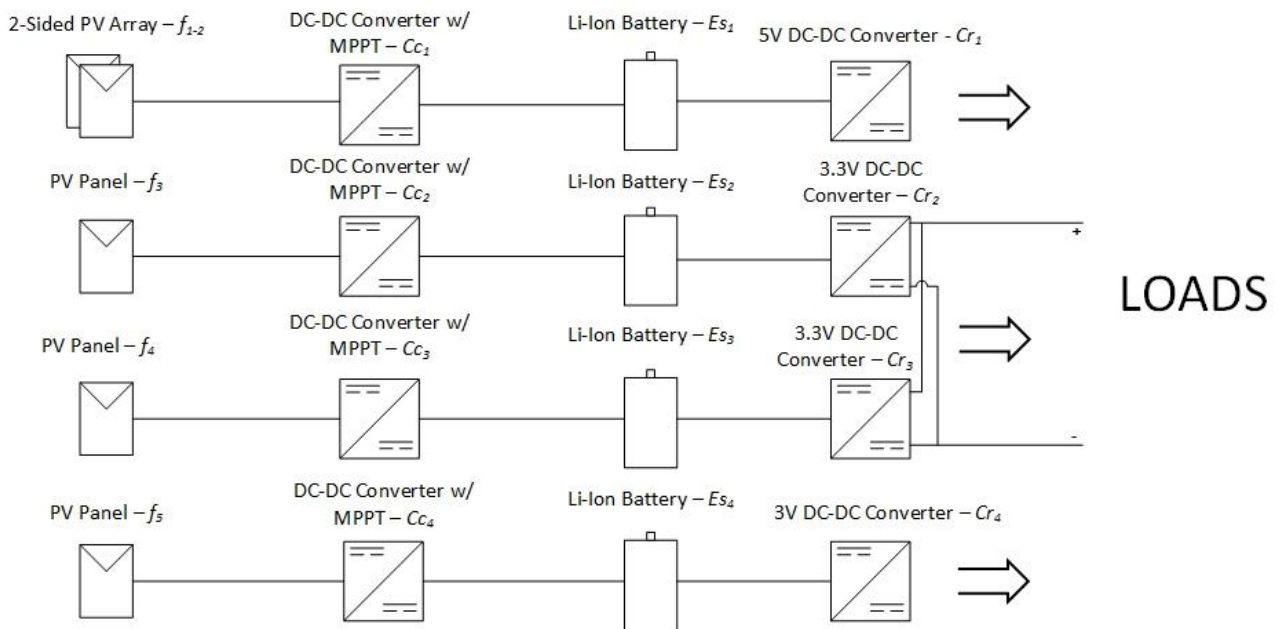 2-Sided PV Array – f₁₋₂
DC-DC Converter w/
MPPT – Cc₁
Li-Ion Battery – Es₁
5V DC-DC Converter - Cr₁
PV Panel – f₃
DC-DC Converter w/
MPPT – Cc₂
Li-Ion Battery – Es₂
3.3V DC-DC
Converter – Cr₂
+
LOADS
PV Panel – f₄
DC-DC Converter w/
MPPT – Cc₃
Li-Ion Battery – Es₃
3.3V DC-DC
Converter – Cr₃
-
PV Panel – f₅
DC-DC Converter w/
MPPT – Cc₄
Li-Ion Battery – Es₄
3V DC-DC Converter – Cr₄